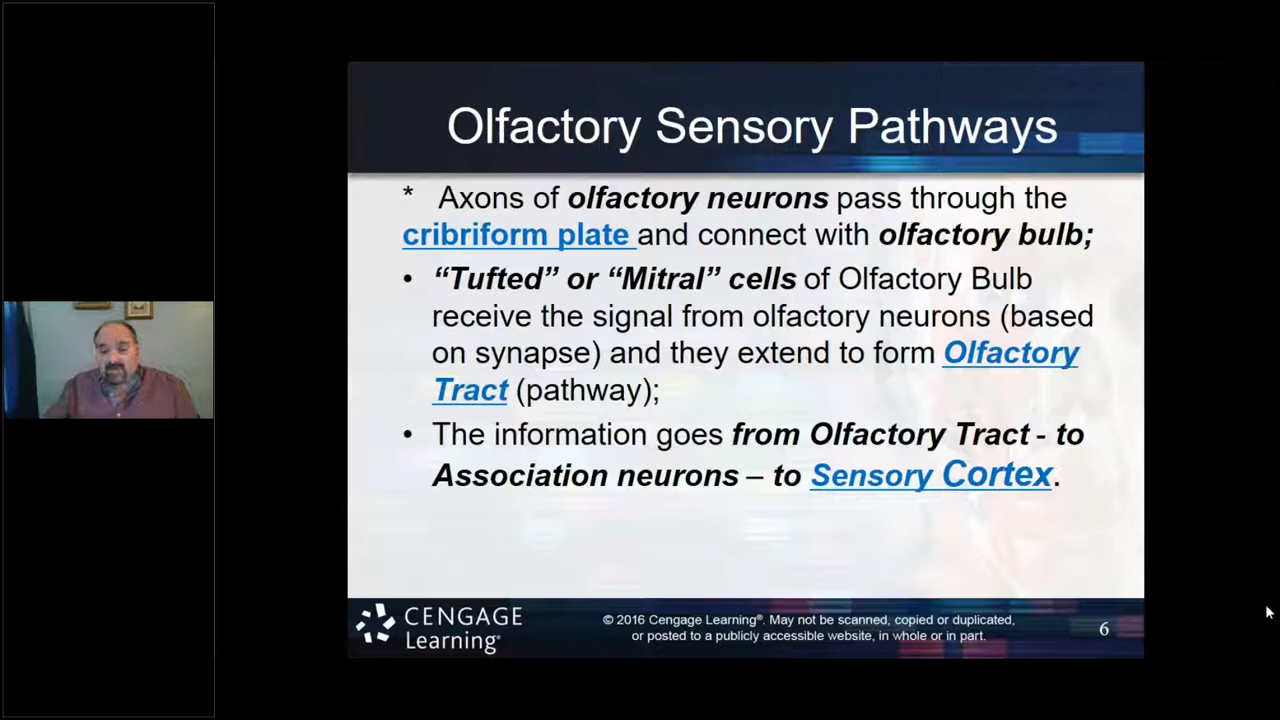 Olfactory Sensory Pathways
* Axons of olfactory neurons pass through the
cribriform plate and connect with olfactory bulb;
• “Tufted” or “Mitral” cells of Olfactory Bulb
receive the signal from olfactory neurons (based
on synapse) and they extend to form Olfactory
Tract (pathway);
• The information goes from Olfactory Tract - to
Association neurons – to Sensory Cortex.
CENGAGE
Learning®
© 2016 Cengage Learning®. May not be scanned, copied or duplicated,
or posted to a publicly accessible website, in whole or in part.
6